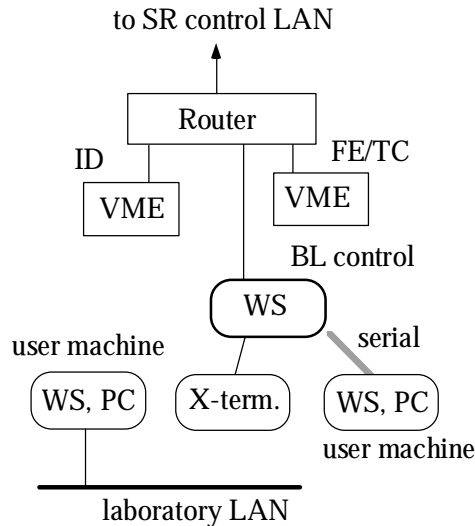 to SR control LAN
Router
ID
FE/TC
VME
VME
BL control
WS
serial
user machine
WS, PC
X-term.
WS, PC
user machine
laboratory LAN